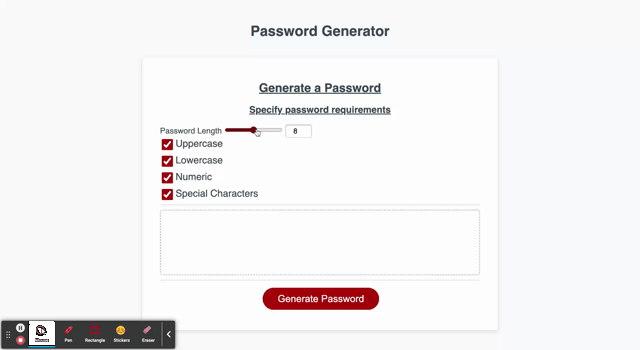 Password Generator
Generate a Password
Specify password requirements
Password Length 8
Uppercase
Lowercase
Numeric
Special Characters
Generate Password
Pen Rectangle Stickers Eraser